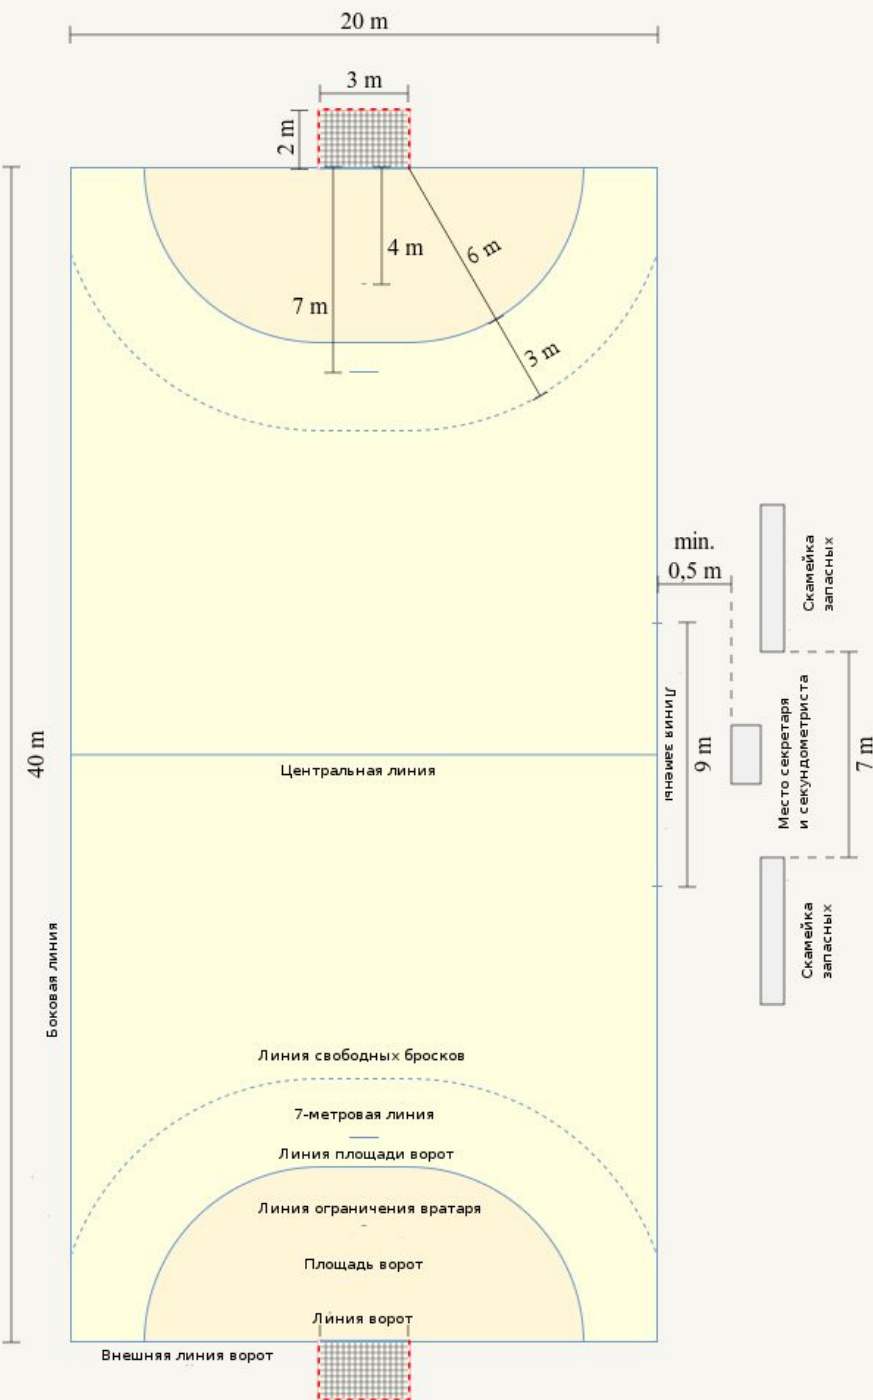 20 m
3 m
2 m
4 m
6 m
7 m
3 m
min.
0,5 m
Скамейка
запасных
Линия замены
9 m
Место секретаря
и секундометриста
7 m
40 m
Центральная линия
Скамейка
запасных
Боковая линия
Линия свободных бросков
7-метровая линия
Линия площади ворот
Линия ограничения вратаря
Площадь ворот
Линия ворот
Внешняя линия ворот